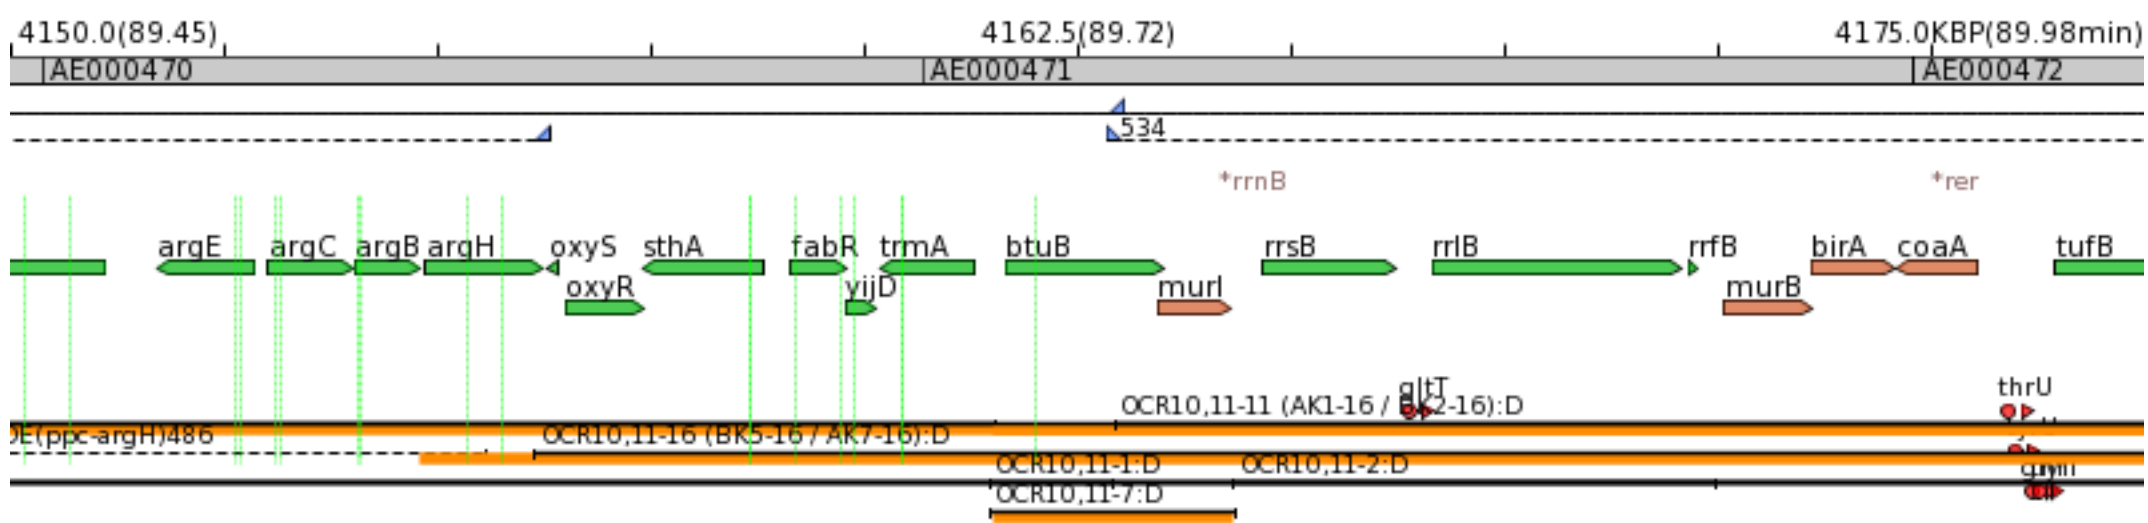 4150.0(89.45) 4162.5(89.72) 4175.0KBP(89.98min)
AE000470 AE000471 AE000472
534
*rrnB *rer
argE argC argB argH oxyS sthA fabR trmA btuB rrsB rrlB rrfB birA coaA tufB
oxyR yijD murI murB
gltT thrU
OCR10,11-11 (AK1-16 / BK2-16):D
DE(ppc-argH)486 OCR10,11-16 (BK5-16 / AK7-16):D
OCR10,11-1:D OCR10,11-2:D
OCR10,11-7:D